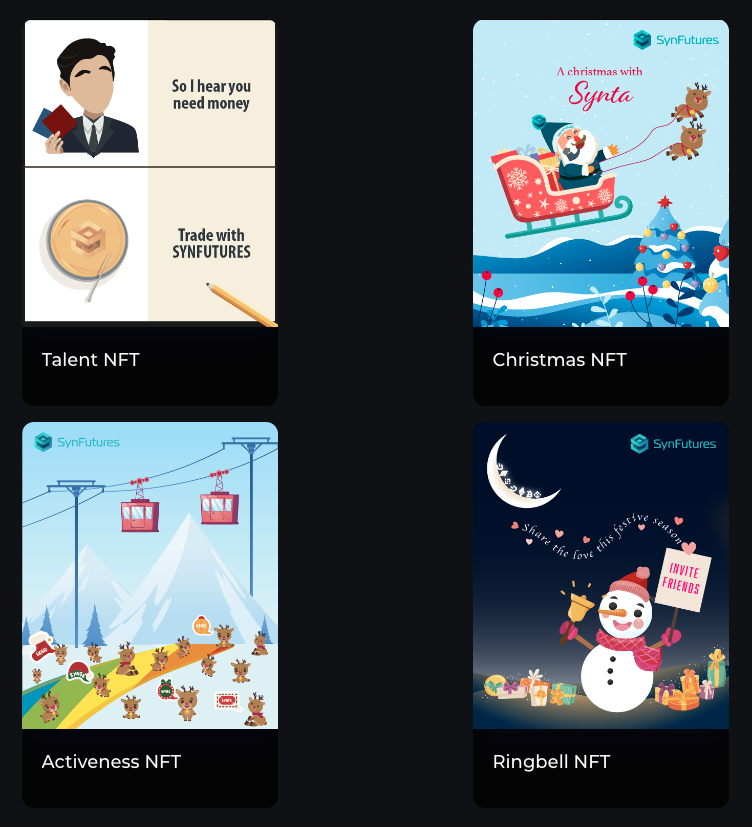 So I hear you
need money
Trade with
SYNFUTURES
Talent NFT
SynFutures
A christmas with
Synta
Christmas NFT
SynFutures
Activeness NFT
SynFutures
Share the love this festive season
INVITE
FRIENDS
Ringbell NFT